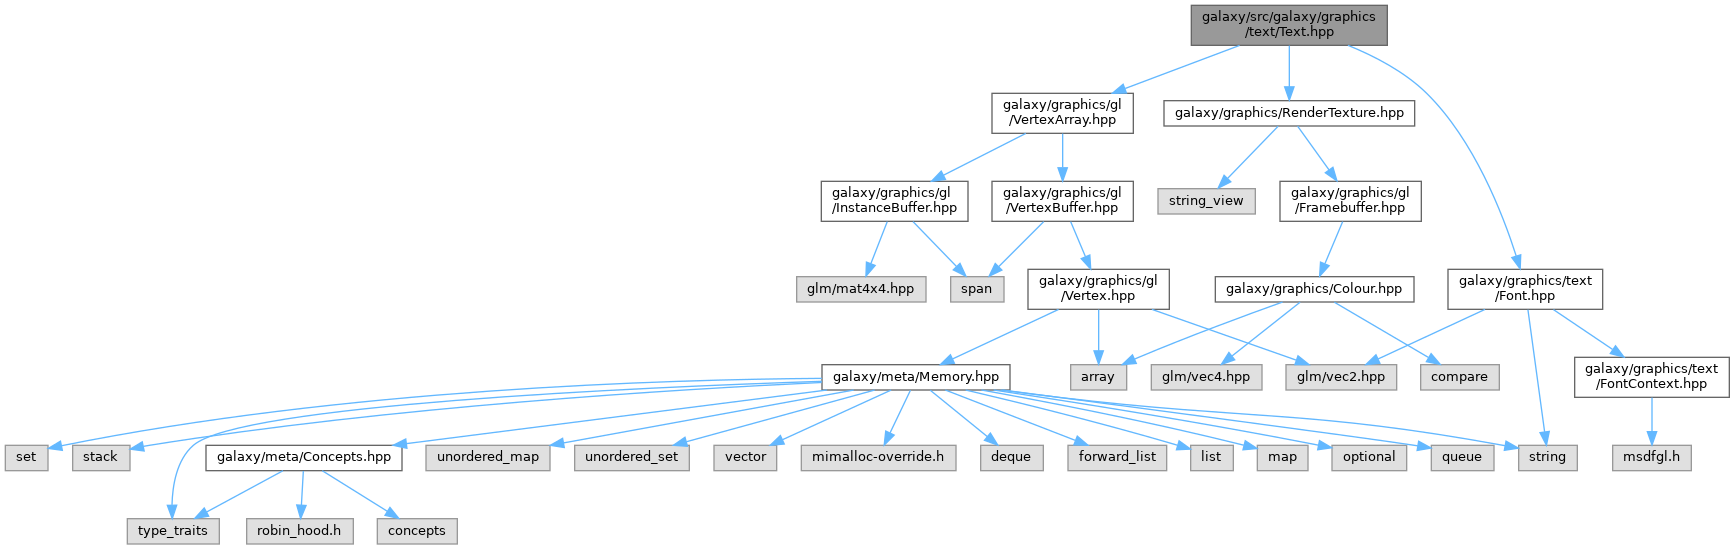 galaxy/src/galaxy/graphics
/text/Text.hpp
galaxy/graphics/gl
/VertexArray.hpp
galaxy/graphics/RenderTexture.hpp
galaxy/graphics/gl
/InstanceBuffer.hpp
galaxy/graphics/gl
/VertexBuffer.hpp
string_view
galaxy/graphics/gl
/Framebuffer.hpp
glm/mat4x4.hpp
span
galaxy/graphics/gl
/Vertex.hpp
galaxy/graphics/Colour.hpp
galaxy/graphics/text
/Font.hpp
galaxy/meta/Memory.hpp
array
glm/vec4.hpp
glm/vec2.hpp
compare
galaxy/graphics/text
/FontContext.hpp
set
stack
galaxy/meta/Concepts.hpp
unordered_map
unordered_set
vector
mimalloc-override.h
deque
forward_list
list
map
optional
queue
string
msdfgl.h
type_traits
robin_hood.h
concepts